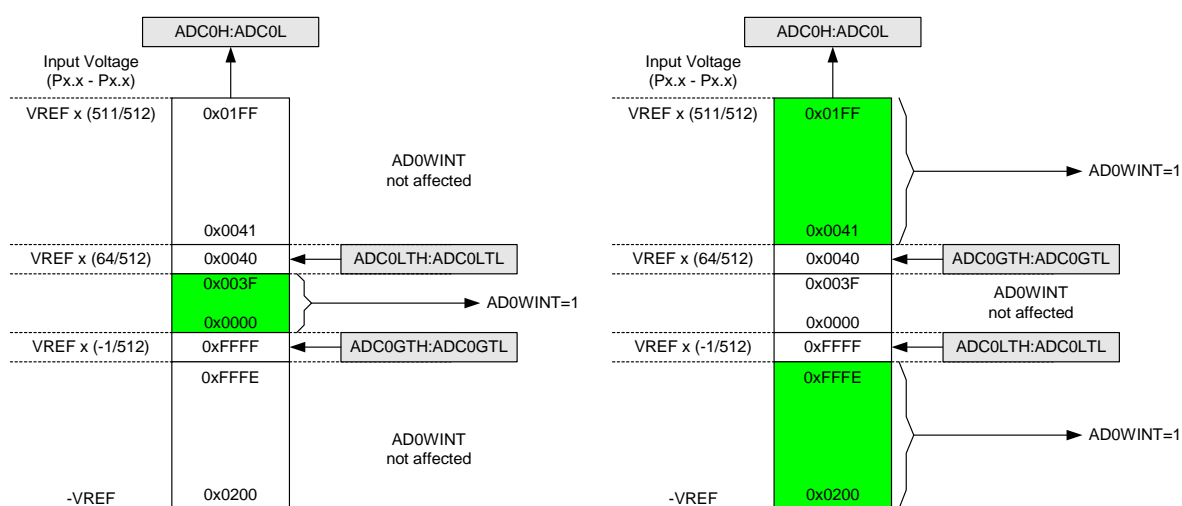 ADC0H:ADC0L
Input Voltage
(Px.x - Px.x)
VREF x (511/512)
0x01FF
AD0WINT
not affected
0x0041
VREF x (64/512)
0x0040
ADC0LTH:ADC0LTL
0x003F
AD0WINT=1
0x0000
VREF x (-1/512)
0xFFFF
ADC0GTH:ADC0GTL
0xFFFE
AD0WINT
not affected
-VREF
0x0200
ADC0H:ADC0L
Input Voltage
(Px.x - Px.x)
VREF x (511/512)
0x01FF
AD0WINT=1
0x0041
VREF x (64/512)
0x0040
ADC0GTH:ADC0GTL
0x003F
AD0WINT
not affected
0x0000
VREF x (-1/512)
0xFFFF
ADC0LTH:ADC0LTL
0xFFFE
AD0WINT=1
-VREF
0x0200